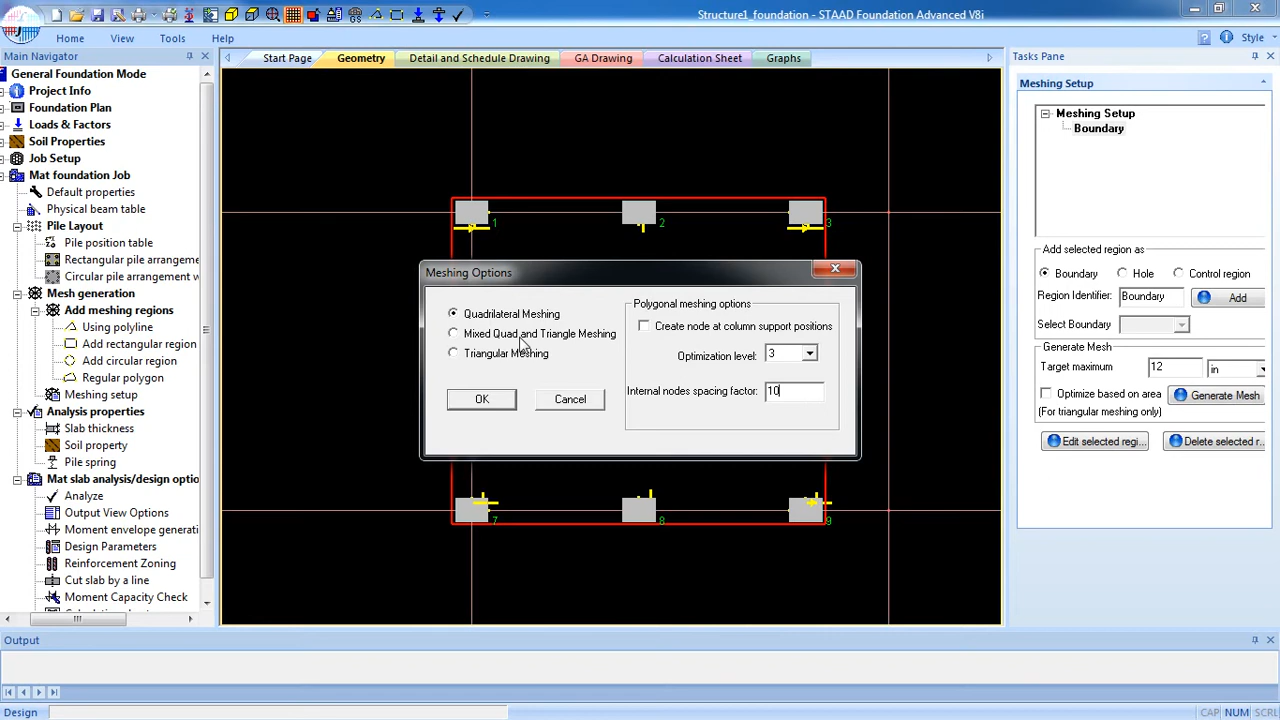 Structure1_foundation - STAAD Foundation Advanced V8i
Home View Tools Help
Style
Main Navigator
General Foundation Mode
Project Info
Foundation Plan
Loads & Factors
Soil Properties
Job Setup
Mat foundation Job
Default properties
Physical beam table
Pile Layout
Pile position table
Rectangular pile arrangeme
Circular pile arrangement w
Mesh generation
Add meshing regions
Using polyline
Add rectangular region
Add circular region
Regular polygon
Meshing setup
Analysis properties
Slab thickness
Soil property
Pile spring
Mat slab analysis/design optio
Analyze
Output View Options
Moment envelope generati
Design Parameters
Reinforcement Zoning
Cut slab by a line
Moment Capacity Check
Start Page Geometry Detail and Schedule Drawing GA Drawing Calculation Sheet Graphs
1 2 3
7 8 9
Meshing Options
Quadrilateral Meshing
Mixed Quad and Triangle Meshing
Triangular Meshing
OK Cancel
Polygonal meshing options
Create node at column support positions
Optimization level: 3
Internal nodes spacing factor: 10
Tasks Pane
Meshing Setup
Meshing Setup
Boundary
Add selected region as
Boundary Hole Control region
Region Identifier: Boundary Add
Select Boundary
Generate Mesh
Target maximum 12 in
Optimize based on area Generate Mesh
(For triangular meshing only)
Edit selected regi... Delete selected r...
Output
Design
CAP NUM SCRL